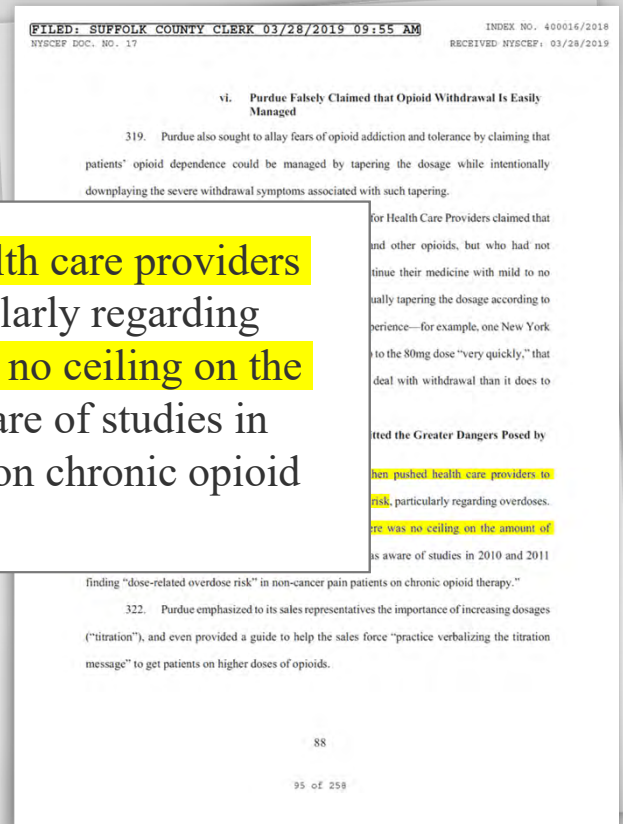 FILED: SUFFOLK COUNTY CLERK 03/28/2019 09:55 AM
INDEX NO. 400016/2018
NYSCEF DOC. NO. 17
RECEIVED NYSCEF: 03/28/2019
vi. Purdue Falsely Claimed that Opioid Withdrawal Is Easily
Managed
319. Purdue also sought to allay fears of opioid addiction and tolerance by claiming that
patients' opioid dependence could be managed by tapering the dosage while intentionally
downplaying the severe withdrawal symptoms associated with such tapering.
for Health Care Providers claimed that
and other opioids, but who had not
tinue their medicine with mild to no
ually tapering the dosage according to
perience—for example, one New York
to the 80mg dose “very quickly,” that
deal with withdrawal than it does to
lth care providers
larly regarding
no ceiling on the
are of studies in
on chronic opioid
tted the Greater Dangers Posed by
hen pushed health care providers to
risk, particularly regarding overdoses.
ere was no ceiling on the amount of
as aware of studies in 2010 and 2011
finding “dose-related overdose risk” in non-cancer pain patients on chronic opioid therapy.”
322. Purdue emphasized to its sales representatives the importance of increasing dosages
(“titration”), and even provided a guide to help the sales force “practice verbalizing the titration
message” to get patients on higher doses of opioids.
88
95 of 258